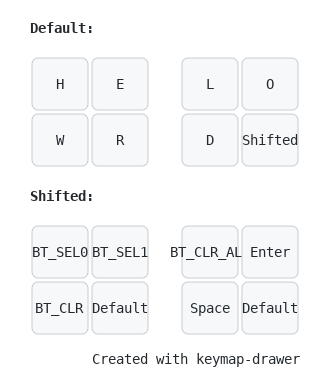 Default:
H E L O
W R D Shifted
Shifted:
BT_SEL0 BT_SEL1 BT_CLR_AL Enter
BT_CLR Default Space Default
Created with keymap-drawer